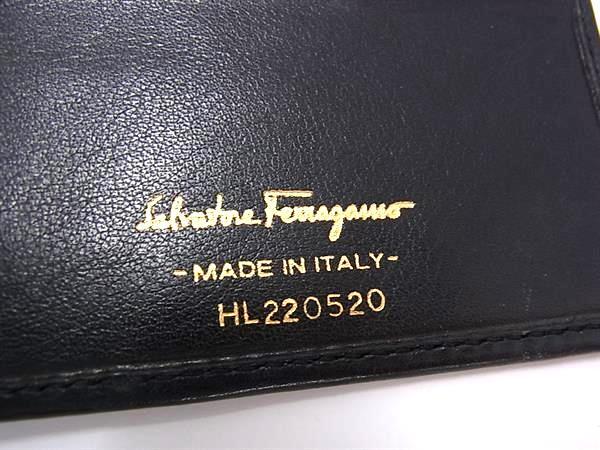 Salvatore Ferragamo
-MADE IN ITALY-
HL220520